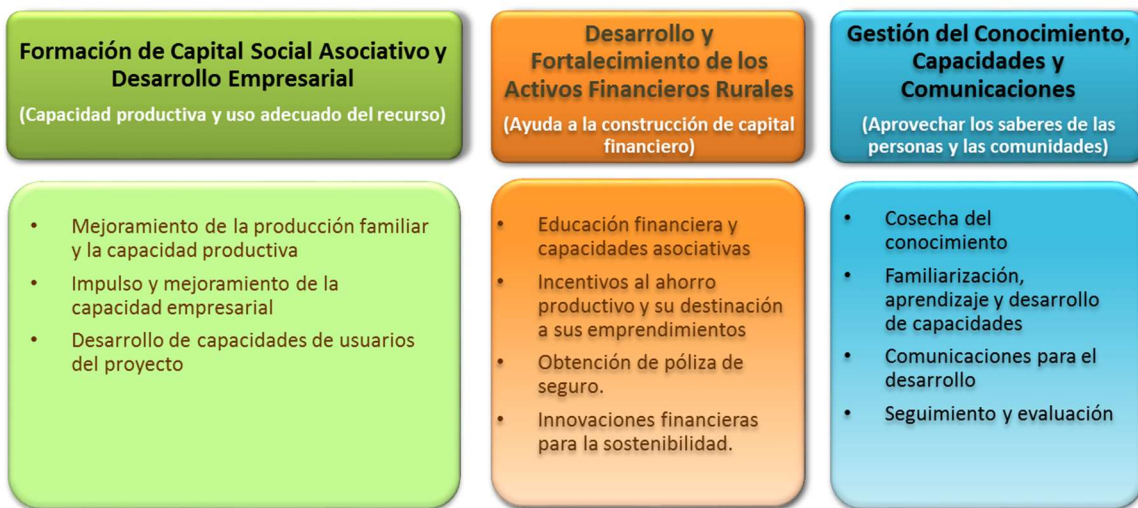 Formación de Capital Social Asociativo y
Desarrollo Empresarial
(Capacidad productiva y uso adecuado del recurso)
• Mejoramiento de la producción familiar
y la capacidad productiva
• Impulso y mejoramiento de la
capacidad empresarial
• Desarrollo de capacidades de usuarios
del proyecto
Desarrollo y
Fortalecimiento de los
Activos Financieros Rurales
(Ayuda a la construcción de capital
financiero)
• Educación financiera y
capacidades asociativas
• Incentivos al ahorro
productivo y su destinación
a sus emprendimientos
• Obtención de póliza de
seguro.
• Innovaciones financieras
para la sostenibilidad.
Gestión del Conocimiento,
Capacidades y
Comunicaciones
(Aprovechar los saberes de las
personas y las comunidades)
• Cosecha del
conocimiento
• Familiarización,
aprendizaje y desarrollo
de capacidades
• Comunicaciones para el
desarrollo
• Seguimiento y evaluación